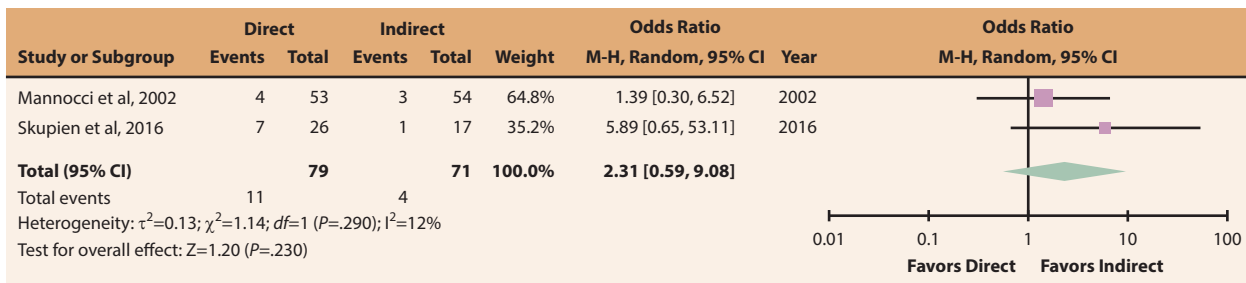 Direct Indirect Odds Ratio Odds Ratio
Study or Subgroup Events Total Events Total Weight M-H, Random, 95% CI Year M-H, Random, 95% CI
Mannocci et al, 2002 4 53 3 54 64.8% 1.39 [0.30, 6.52] 2002
Skupien et al, 2016 7 26 1 17 35.2% 5.89 [0.65, 53.11] 2016
Total (95% CI) 79 71 100.0% 2.31 [0.59, 9.08]
Total events 11 4
Heterogeneity: τ²=0.13; χ²=1.14; df=1 (P=.290); I²=12%
Test for overall effect: Z=1.20 (P=.230)
0.01 0.1 1 10 100
Favors Direct Favors Indirect